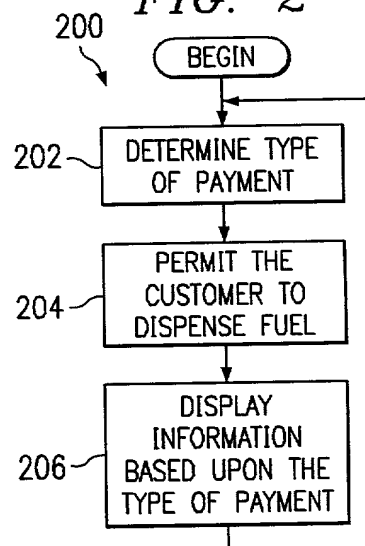 FIG. 2
200
BEGIN
202
DETERMINE TYPE
OF PAYMENT
204
PERMIT THE
CUSTOMER TO
DISPENSE FUEL
206
DISPLAY
INFORMATION
BASED UPON THE
TYPE OF PAYMENT